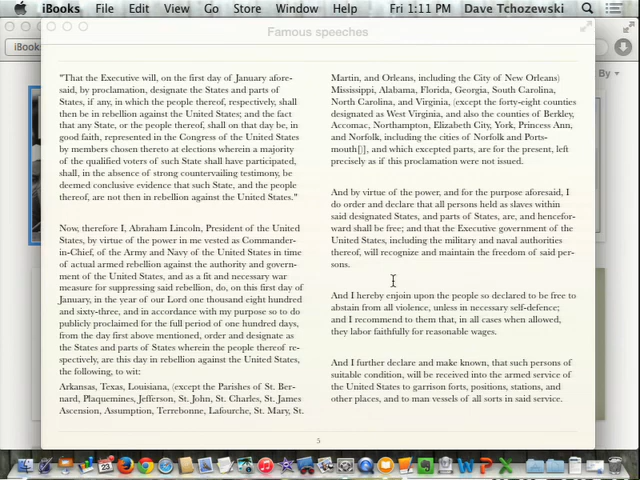 iBooks File Edit View Go Store Window Help Fri 1:11 PM Dave Tchozewski
Famous speeches
iBoo
By
"That the Executive will, on the first day of January afore-
said, by proclamation, designate the States and parts of
States, if any, in which the people thereof, respectively, shall
then be in rebellion against the United States; and the fact
that any State, or the people thereof, shall on that day be, in
good faith, represented in the Congress of the United States
by members chosen thereto at elections wherein a majority
of the qualified voters of such State shall have participated,
shall, in the absence of strong countervailing testimony, be
deemed conclusive evidence that such State, and the people
thereof, are not then in rebellion against the United States."
Now, therefore I, Abraham Lincoln, President of the United
States, by virtue of the power in me vested as Commander-
in-Chief, of the Army and Navy of the United States in time
of actual armed rebellion against the authority and govern-
ment of the United States, and as a fit and necessary war
measure for suppressing said rebellion, do, on this first day of
January, in the year of our Lord one thousand eight hundred
and sixty-three, and in accordance with my purpose so to do
publicly proclaimed for the full period of one hundred days,
from the day first above mentioned, order and designate as
the States and parts of States wherein the people thereof re-
spectively, are this day in rebellion against the United States,
the following, to wit:
Arkansas, Texas, Louisiana, (except the Parishes of St. Ber-
nard, Plaquemines, Jefferson, St. John, St. Charles, St. James
Ascension, Assumption, Terrebonne, Lafourche, St. Mary, St.
Martin, and Orleans, including the City of New Orleans)
Mississippi, Alabama, Florida, Georgia, South Carolina,
North Carolina, and Virginia, (except the forty-eight counties
designated as West Virginia, and also the counties of Berkley,
Accomac, Northampton, Elizabeth City, York, Princess Ann,
and Norfolk, including the cities of Norfolk and Ports-
mouth[)], and which excepted parts, are for the present, left
precisely as if this proclamation were not issued.
And by virtue of the power, and for the purpose aforesaid, I
do order and declare that all persons held as slaves within
said designated States, and parts of States, are, and hencefor-
ward shall be free; and that the Executive government of the
United States, including the military and naval authorities
thereof, will recognize and maintain the freedom of said per-
sons.
And I hereby enjoin upon the people so declared to be free to
abstain from all violence, unless in necessary self-defence;
and I recommend to them that, in all cases when allowed,
they labor faithfully for reasonable wages.
And I further declare and make known, that such persons of
suitable condition, will be received into the armed service of
the United States to garrison forts, positions, stations, and
other places, and to man vessels of all sorts in said service.
5